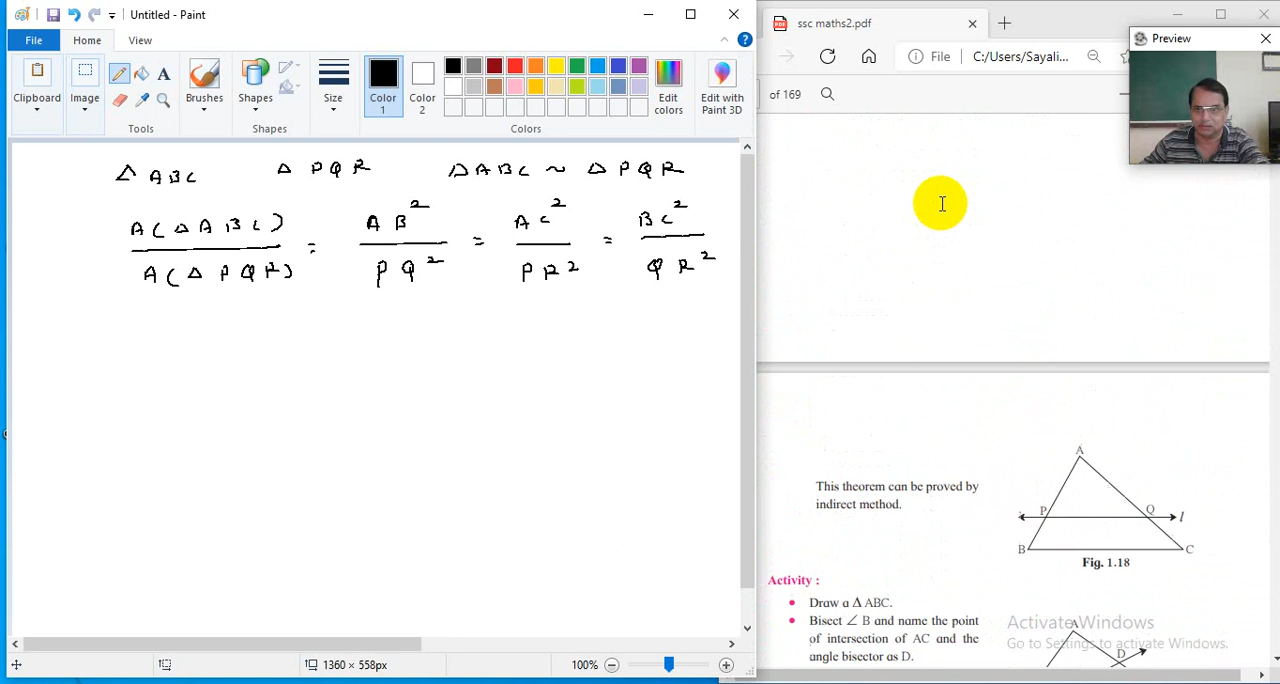 Untitled - Paint
File
Home
View
Clipboard
Image
Tools
Brushes
Shapes
Shapes
Size
Color
1
Color
2
Edit
colors
Edit with
Paint 3D
Colors
△ ABC △ PQR △ABC ~ △ PQR
A(△ABC) / A(△PQR) = AB² / PQ² = AC² / PR² = BC² / QR²
1360 × 558px
100%
ssc maths2.pdf
File
C:/Users/Sayali...
of 169
Preview
This theorem can be proved by
indirect method.
A
P
Q
l
B
C
Fig. 1.18
Activity :
• Draw a Δ ABC.
• Bisect ∠ B and name the point
of intersection of AC and the
angle bisector as D.
A
D
Activate Windows
Go to Settings to activate Windows.